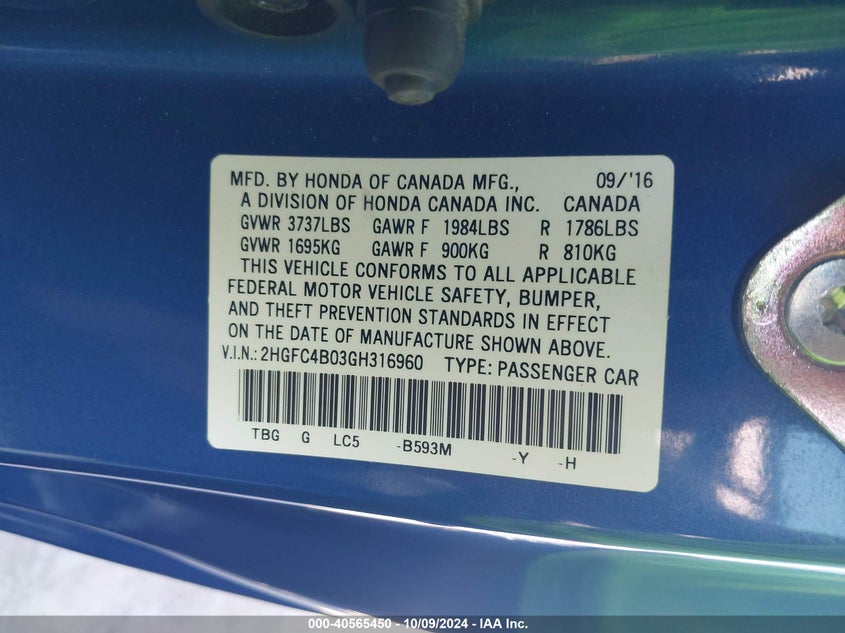 MFD. BY HONDA OF CANADA MFG., 09/'16
A DIVISION OF HONDA CANADA INC. CANADA
GVWR 3737LBS GAWR F 1984LBS R 1786LBS
GVWR 1695KG GAWR F 900KG R 810KG
THIS VEHICLE CONFORMS TO ALL APPLICABLE
FEDERAL MOTOR VEHICLE SAFETY, BUMPER,
AND THEFT PREVENTION STANDARDS IN EFFECT
ON THE DATE OF MANUFACTURE SHOWN ABOVE.
V.I.N.: 2HGFC4B03GH316960 TYPE: PASSENGER CAR
TBG G LC5 -B593M -Y -H
000-40565450 - 10/09/2024 - IAA Inc.